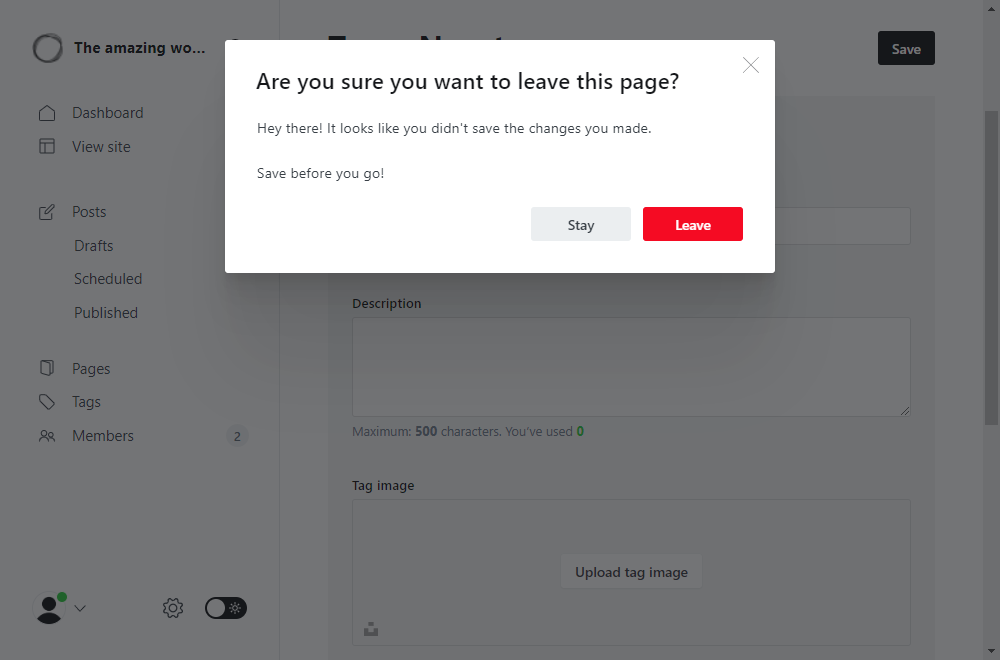 The amazing wo...
Save
Are you sure you want to leave this page?
Hey there! It looks like you didn't save the changes you made.
Save before you go!
Stay
Leave
Dashboard
View site
Posts
Drafts
Scheduled
Published
Pages
Tags
Members
2
Description
Maximum: 500 characters. You've used 0
Tag image
Upload tag image